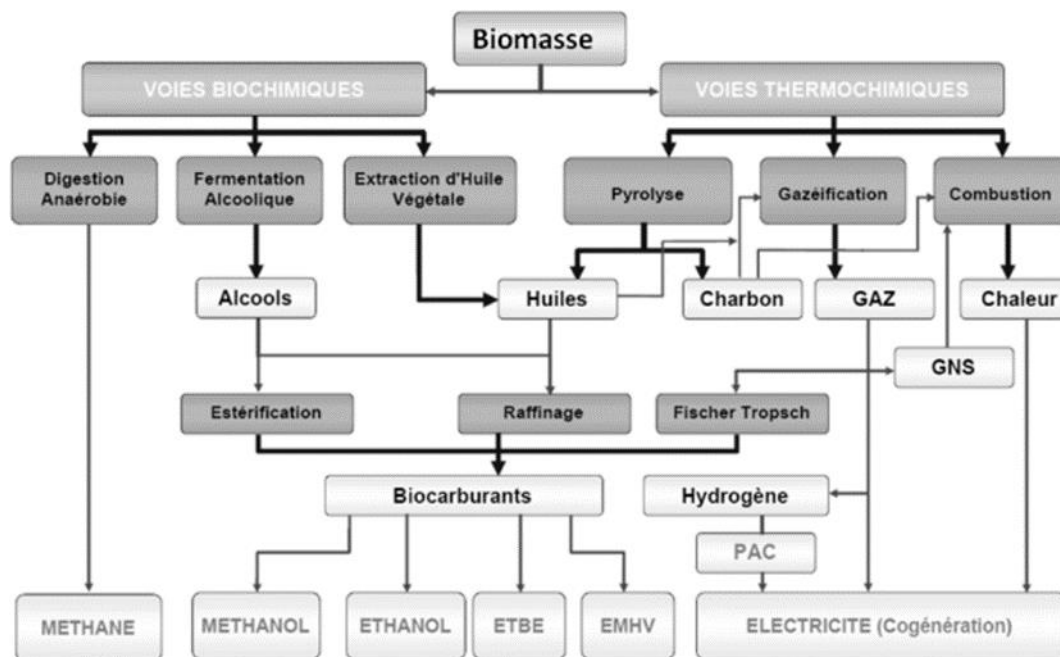 Biomasse
VOIES BIOCHIMIQUES
VOIES THERMOCHIMIQUES
Digestion
Anaérobie
Fermentation
Alcoolique
Extraction d'Huile
Végétale
Pyrolyse
Gazéification
Combustion
Alcools
Huiles
Charbon
GAZ
Chaleur
GNS
Estérification
Raffinage
Fischer Tropsch
Biocarburants
Hydrogène
PAC
METHANE
METHANOL
ETHANOL
ETBE
EMHV
ELECTRICITE (Cogénération)